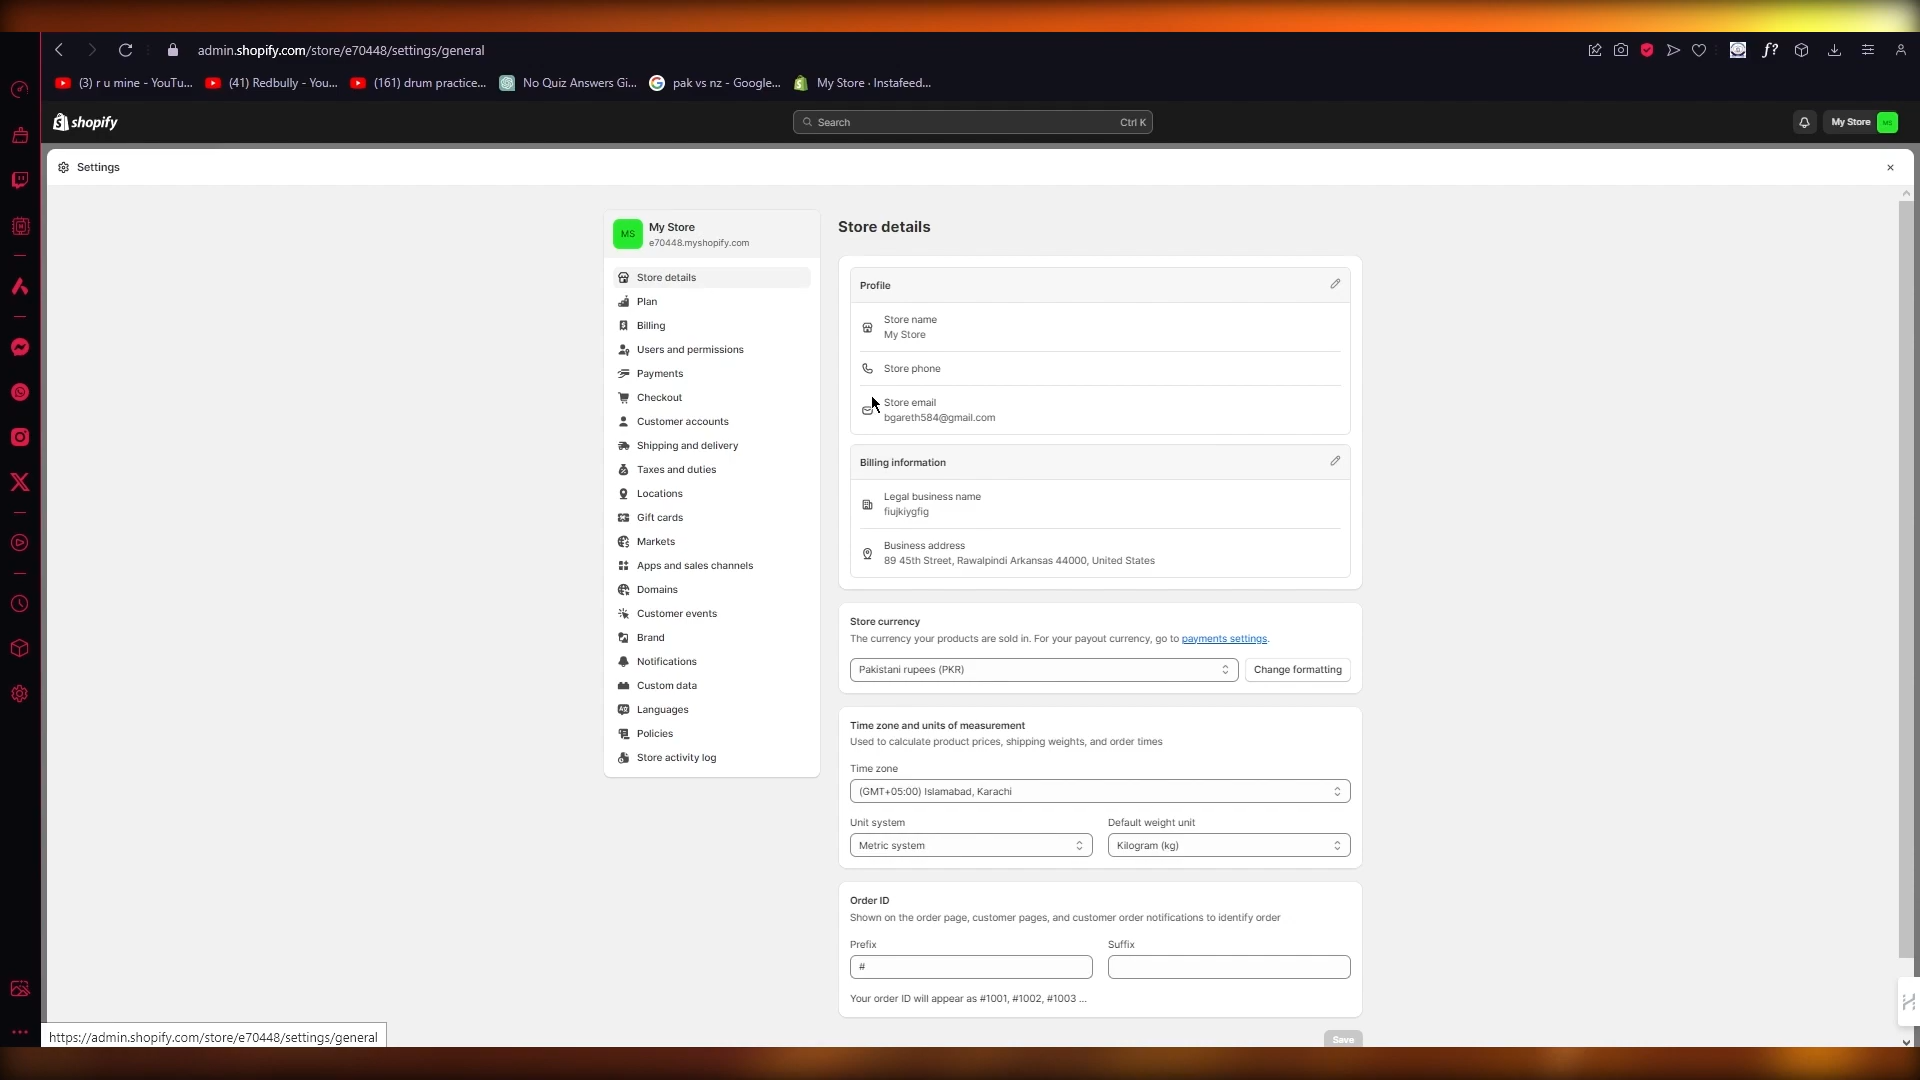 admin.shopify.com/store/e70448/settings/general
(3) r u mine - YouTu...
(41) Redbully - You...
(161) drum practice...
No Quiz Answers Gi...
pak vs nz - Google...
My Store · Instafeed...
shopify
Search
Ctrl K
My Store
MS
Settings
MS
My Store
e70448.myshopify.com
Store details
Plan
Billing
Users and permissions
Payments
Checkout
Customer accounts
Shipping and delivery
Taxes and duties
Locations
Gift cards
Markets
Apps and sales channels
Domains
Customer events
Brand
Notifications
Custom data
Languages
Policies
Store activity log
Store details
Profile
Store name
My Store
Store phone
Store email
bgareth584@gmail.com
Billing information
Legal business name
fiujkiygfig
Business address
89 45th Street, Rawalpindi Arkansas 44000, United States
Store currency
The currency your products are sold in. For your payout currency, go to payments settings.
Pakistani rupees (PKR)
Change formatting
Time zone and units of measurement
Used to calculate product prices, shipping weights, and order times
Time zone
(GMT+05:00) Islamabad, Karachi
Unit system
Default weight unit
Metric system
Kilogram (kg)
Order ID
Shown on the order page, customer pages, and customer order notifications to identify order
Prefix
Suffix
#
Your order ID will appear as #1001, #1002, #1003 ...
Save
https://admin.shopify.com/store/e70448/settings/general